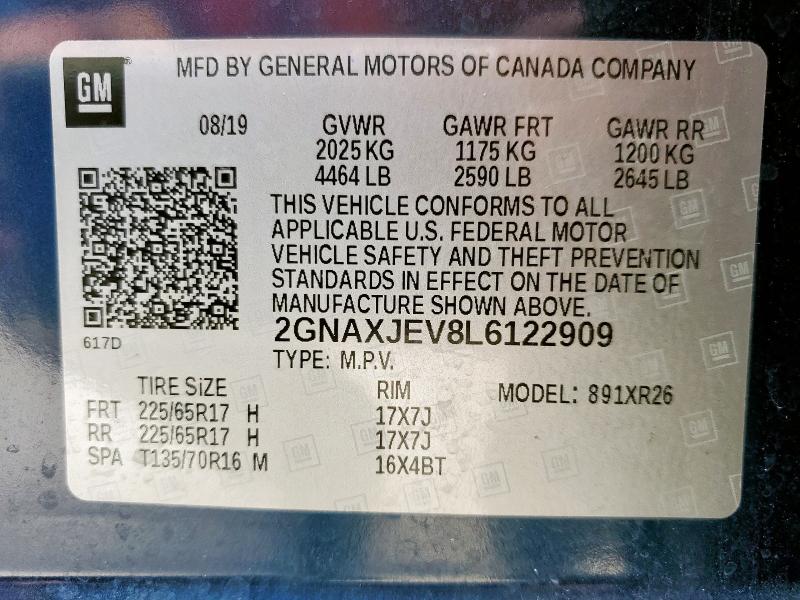 GM
MFD BY GENERAL MOTORS OF CANADA COMPANY
08/19 GVWR GAWR FRT GAWR RR
2025 KG 1175 KG 1200 KG
4464 LB 2590 LB 2645 LB
THIS VEHICLE CONFORMS TO ALL
APPLICABLE U.S. FEDERAL MOTOR
VEHICLE SAFETY AND THEFT PREVENTION
STANDARDS IN EFFECT ON THE DATE OF
MANUFACTURE SHOWN ABOVE.
2GNAXJEV8L6122909
617D
TYPE: M.P.V.
TIRE SIZE RIM MODEL: 891XR26
FRT 225/65R17 H 17X7J
RR 225/65R17 H 17X7J
SPA T135/70R16 M 16X4BT